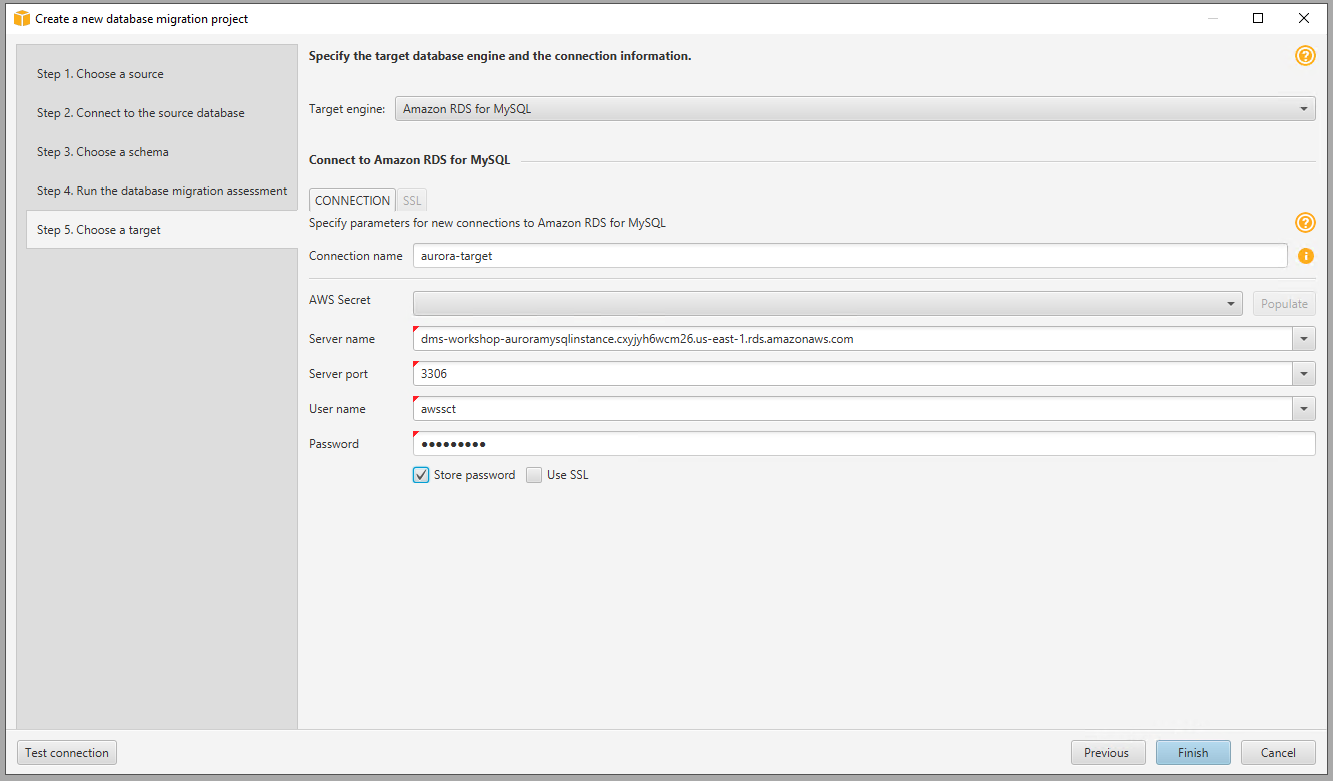 Create a new database migration project
Step 1. Choose a source
Step 2. Connect to the source database
Step 3. Choose a schema
Step 4. Run the database migration assessment
Step 5. Choose a target
Specify the target database engine and the connection information.
Target engine: Amazon RDS for MySQL
Connect to Amazon RDS for MySQL
CONNECTION SSL
Specify parameters for new connections to Amazon RDS for MySQL
Connection name aurora-target
AWS Secret Populate
Server name dms-workshop-auroramysqlinstance.cxyjyh6wcm26.us-east-1.rds.amazonaws.com
Server port 3306
User name awssct
Password ●●●●●●●●●
Store password Use SSL
Test connection Previous Finish Cancel